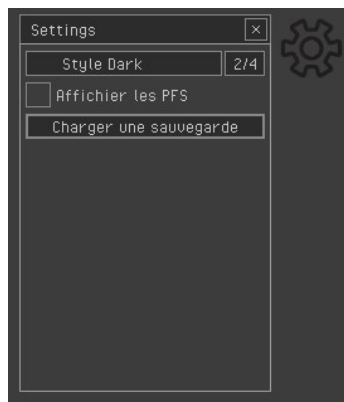 Settings ×
Style Dark 2/4
Affichier les PFS
Charger une sauvegarde